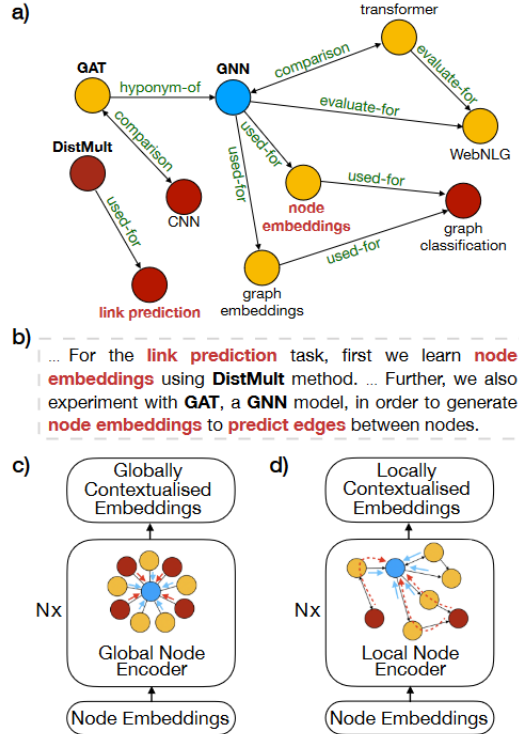 a)
transformer
GAT
GNN
hyponym-of
comparison
evaluate-for
evaluate-for
WebNLG
DistMult
comparison
used-for
used-for
used-for
CNN
node
embeddings
used-for
graph
classification
used-for
link prediction
graph
embeddings
used-for
b)
... For the link prediction task, first we learn node
embeddings using DistMult method. ... Further, we also
experiment with GAT, a GNN model, in order to generate
node embeddings to predict edges between nodes.
c)
Globally
Contextualised
Embeddings
Nx
Global Node
Encoder
Node Embeddings
d)
Locally
Contextualised
Embeddings
Nx
Local Node
Encoder
Node Embeddings